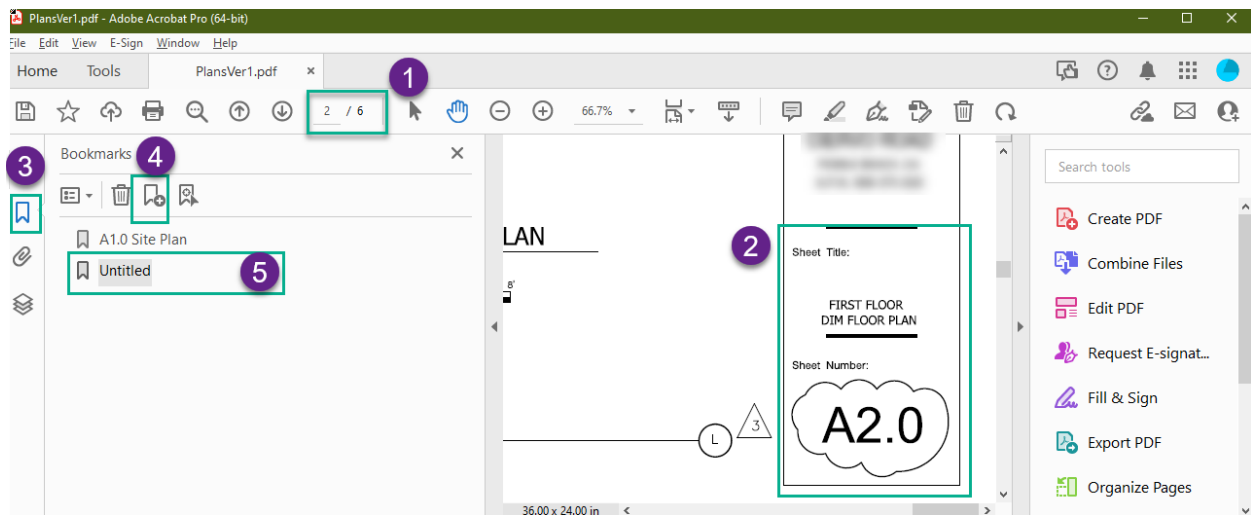 PlansVer1.pdf - Adobe Acrobat Pro (64-bit)
File Edit View E-Sign Window Help
Home Tools PlansVer1.pdf ×
1
2 / 6 66.7%
3
Bookmarks
4
A1.0 Site Plan
Untitled
5
LAN
8'
2
Sheet Title:
FIRST FLOOR
DIM FLOOR PLAN
Sheet Number:
A2.0
L
3
36.00 x 24.00 in
Search tools
Create PDF
Combine Files
Edit PDF
Request E-signat...
Fill & Sign
Export PDF
Organize Pages